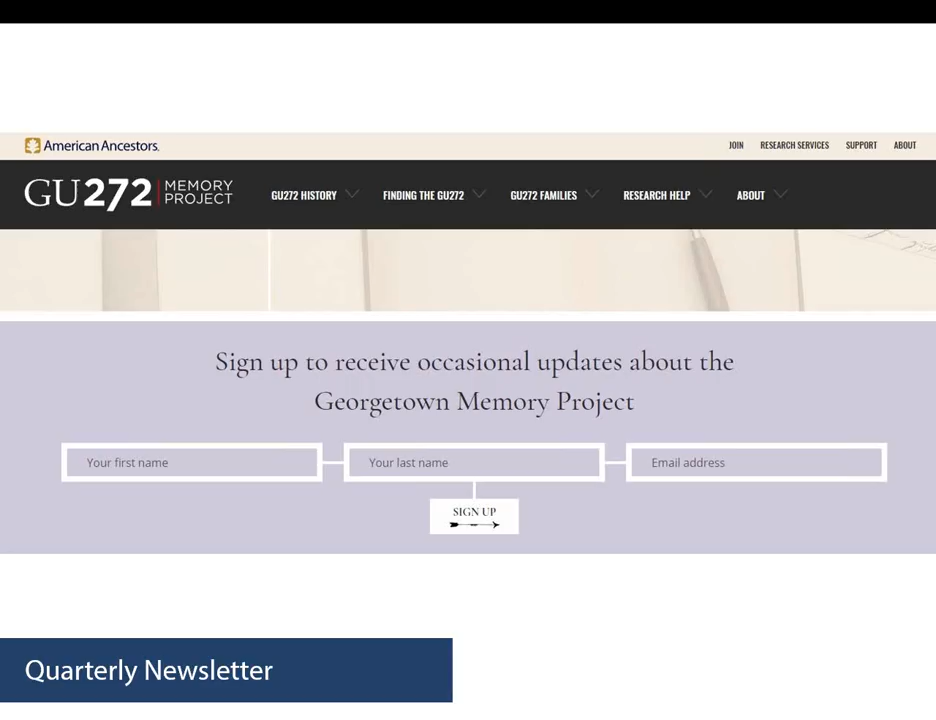 American Ancestors.
JOIN RESEARCH SERVICES SUPPORT ABOUT
GU272 MEMORY PROJECT
GU272 HISTORY FINDING THE GU272 GU272 FAMILIES RESEARCH HELP ABOUT
Sign up to receive occasional updates about the
Georgetown Memory Project
Your first name Your last name Email address
SIGN UP
Quarterly Newsletter